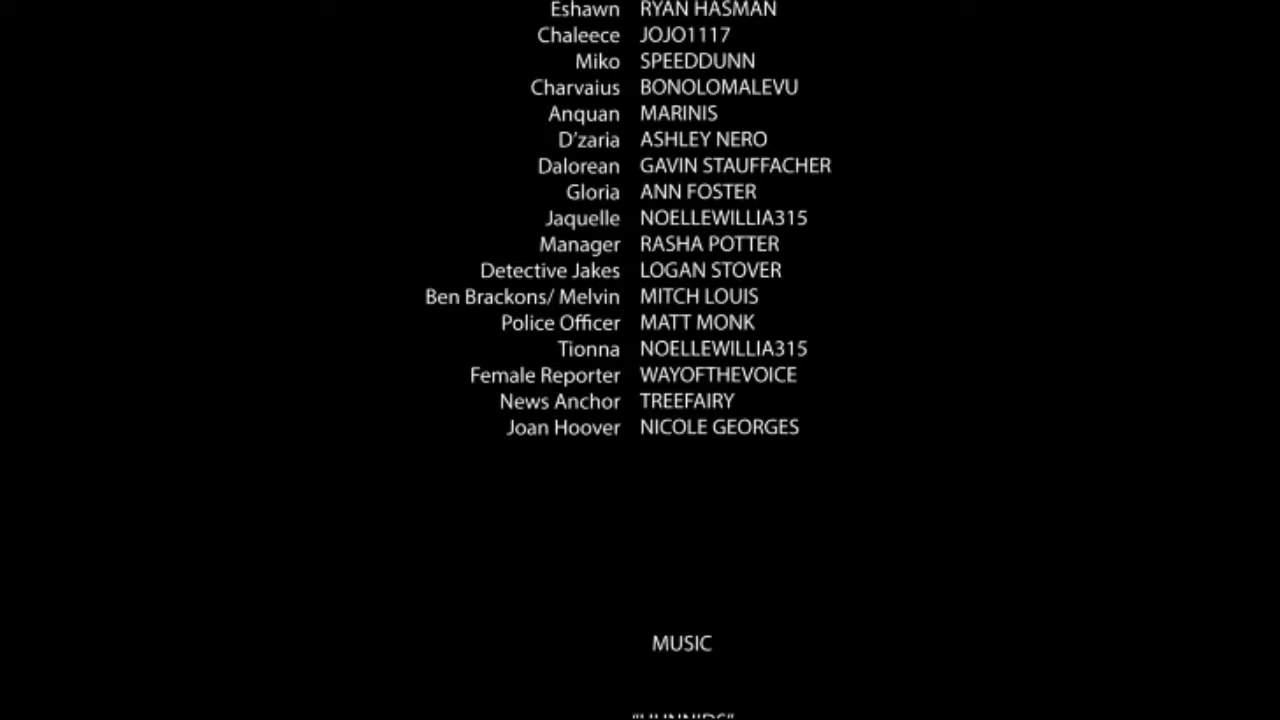 Eshawn RYAN HASMAN
Chaleece JOJO1117
Miko SPEEDDUNN
Charvaius BONOLOMALEVU
Anquan MARINIS
D'zaria ASHLEY NERO
Dalorean GAVIN STAUFFACHER
Gloria ANN FOSTER
Jaquelle NOELLEWILLIA315
Manager RASHA POTTER
Detective Jakes LOGAN STOVER
Ben Brackons/ Melvin MITCH LOUIS
Police Officer MATT MONK
Tionna NOELLEWILLIA315
Female Reporter WAYOFTHEVOICE
News Anchor TREEFAIRY
Joan Hoover NICOLE GEORGES
MUSIC